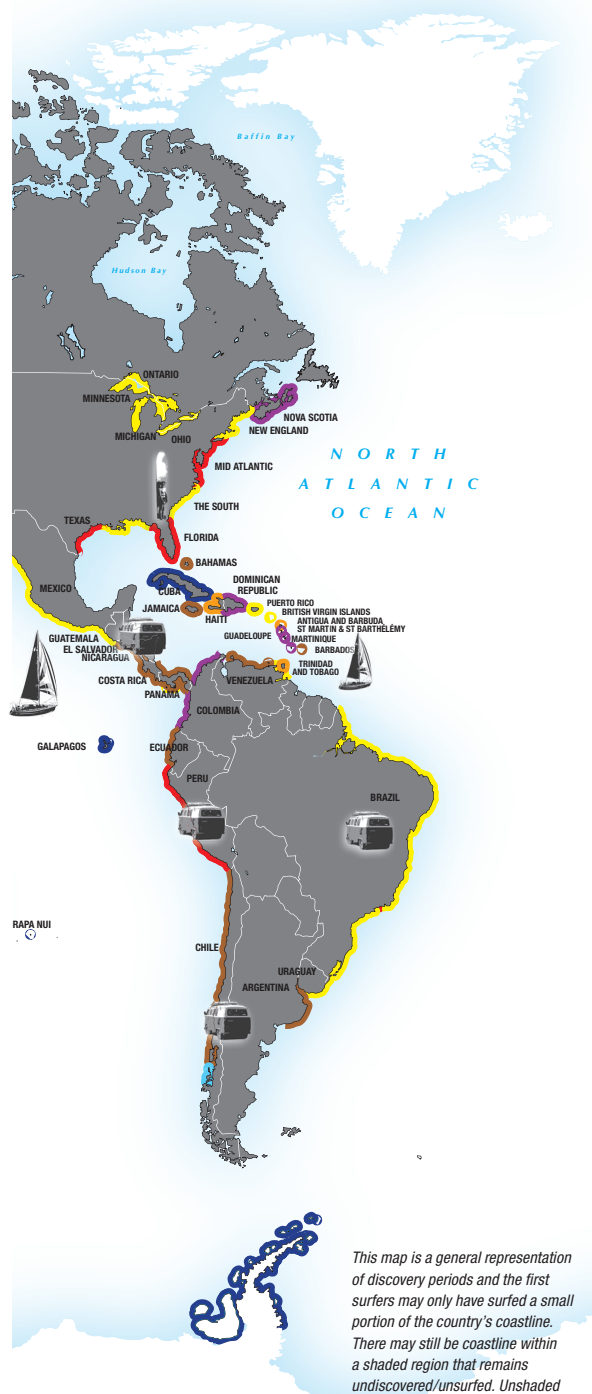 Baffin Bay
Hudson Bay
ONTARIO
MINNESOTA
NOVA SCOTIA
NEW ENGLAND
MICHIGAN
OHIO
MID ATLANTIC
NORTH
ATLANTIC
OCEAN
THE SOUTH
TEXAS
FLORIDA
BAHAMAS
MEXICO
CUBA
DOMINICAN
REPUBLIC
JAMAICA
HAITI
PUERTO RICO
BRITISH VIRGIN ISLANDS
ANTIGUA AND BARBUDA
ST MARTIN & ST BARTHÉLÉMY
GUADELOUPE
MARTINIQUE
BARBADOS
GUATEMALA
EL SALVADOR
NICARAGUA
TRINIDAD
AND TOBAGO
COSTA RICA
PANAMA
VENEZUELA
COLOMBIA
GALAPAGOS
ECUADOR
PERU
BRAZIL
RAPA NUI
CHILE
URAGUAY
ARGENTINA
This map is a general representation
of discovery periods and the first
surfers may only have surfed a small
portion of the country's coastline.
There may still be coastline within
a shaded region that remains
undiscovered/unsurfed. Unshaded